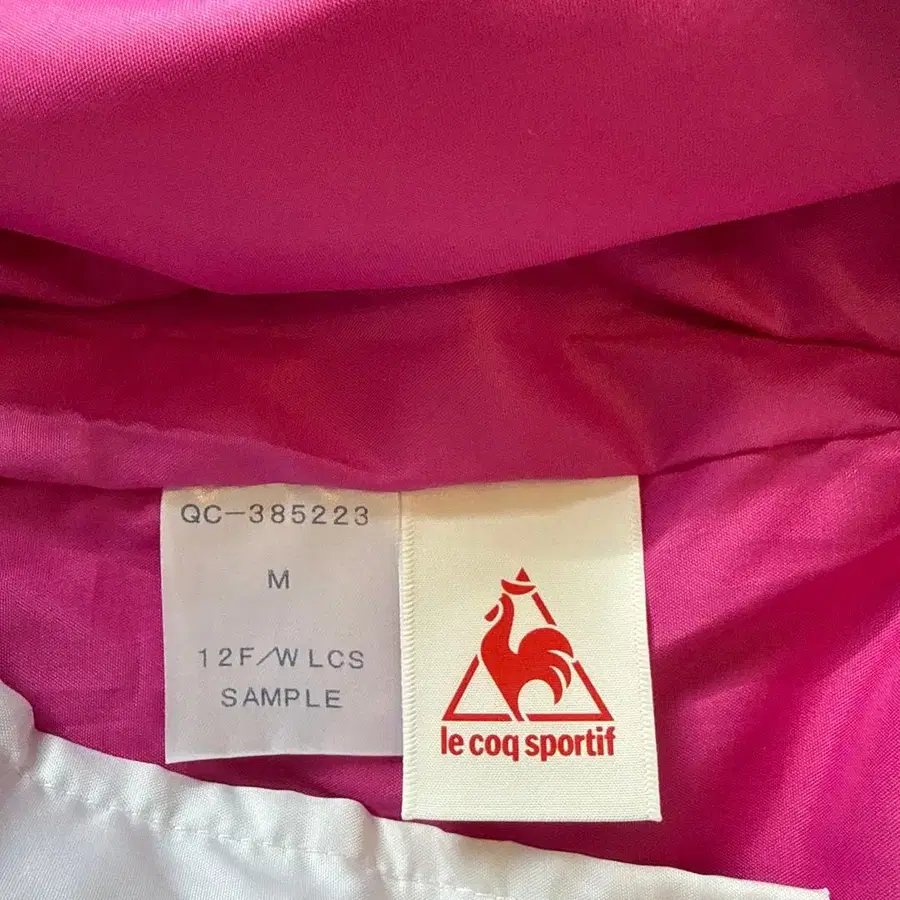 QC-385223
M
12F/W LCS
SAMPLE
le coq sportif